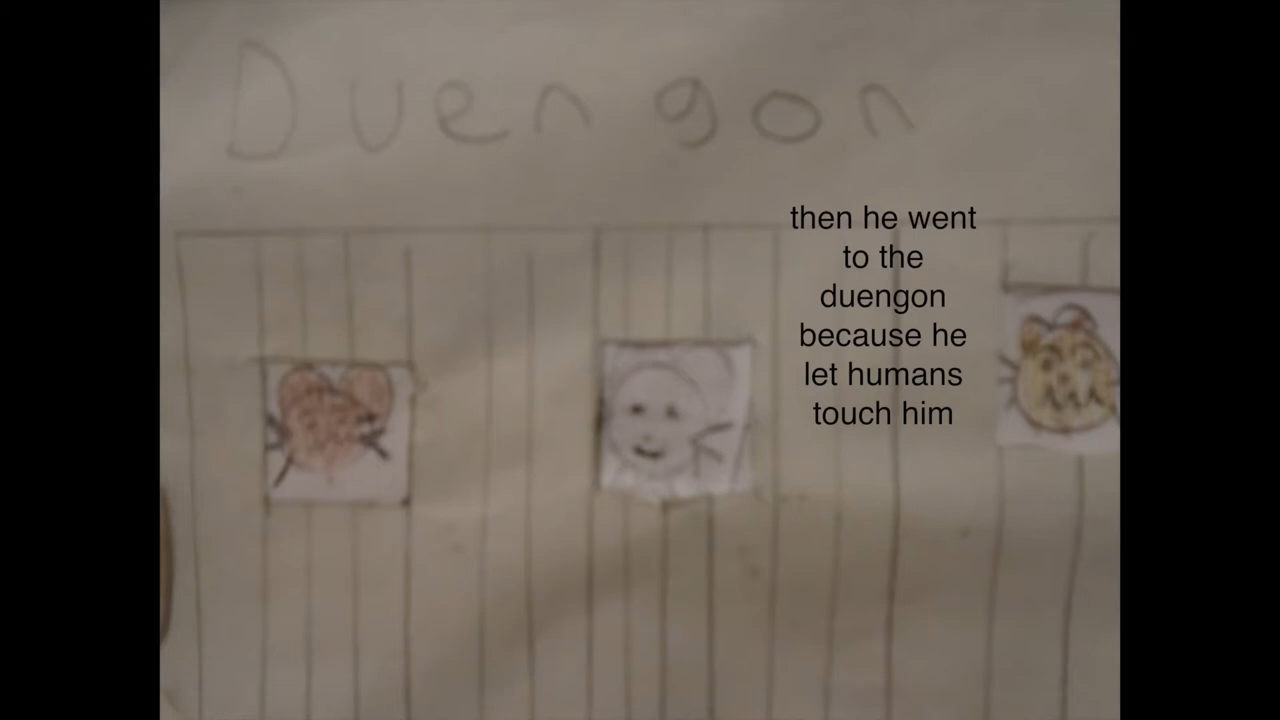 Duengon
then he went
to the
duengon
because he
let humans
touch him